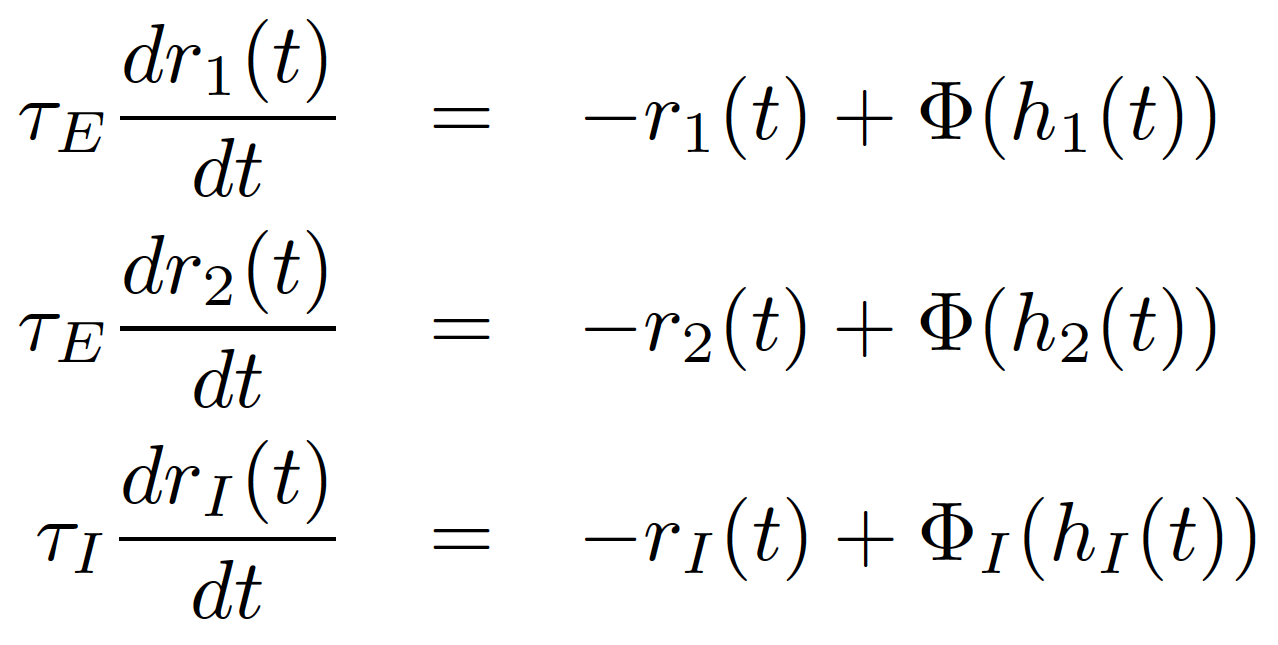 τ_E dr_1(t)/dt = −r_1(t) + Φ(h_1(t))
τ_E dr_2(t)/dt = −r_2(t) + Φ(h_2(t))
τ_I dr_I(t)/dt = −r_I(t) + Φ_I(h_I(t))